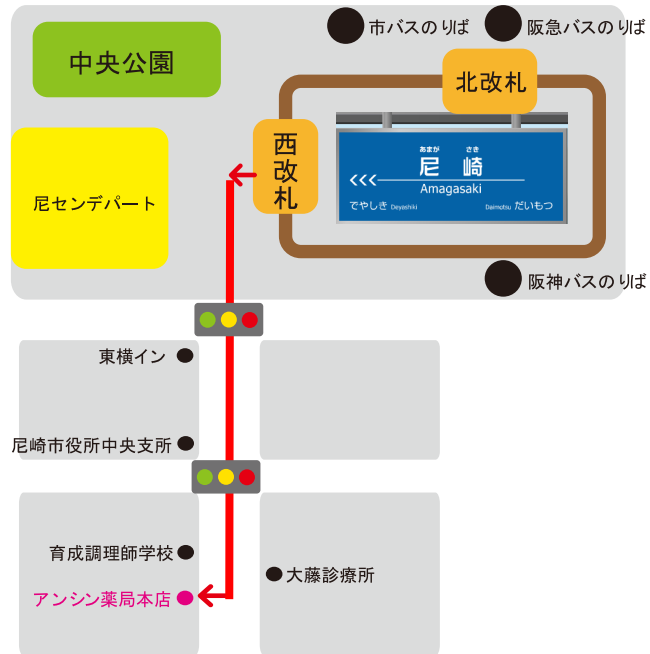 市バスのりば
阪急バスのりば
中央公園
北改札
西改札
あまが さき
尼 崎
Amagasaki
でやしき Deyashiki
Daimotsu だいもつ
尼センデパート
阪神バスのりば
東横イン
尼崎市役所中央支所
育成調理師学校
大藤診療所
アンシン薬局本店